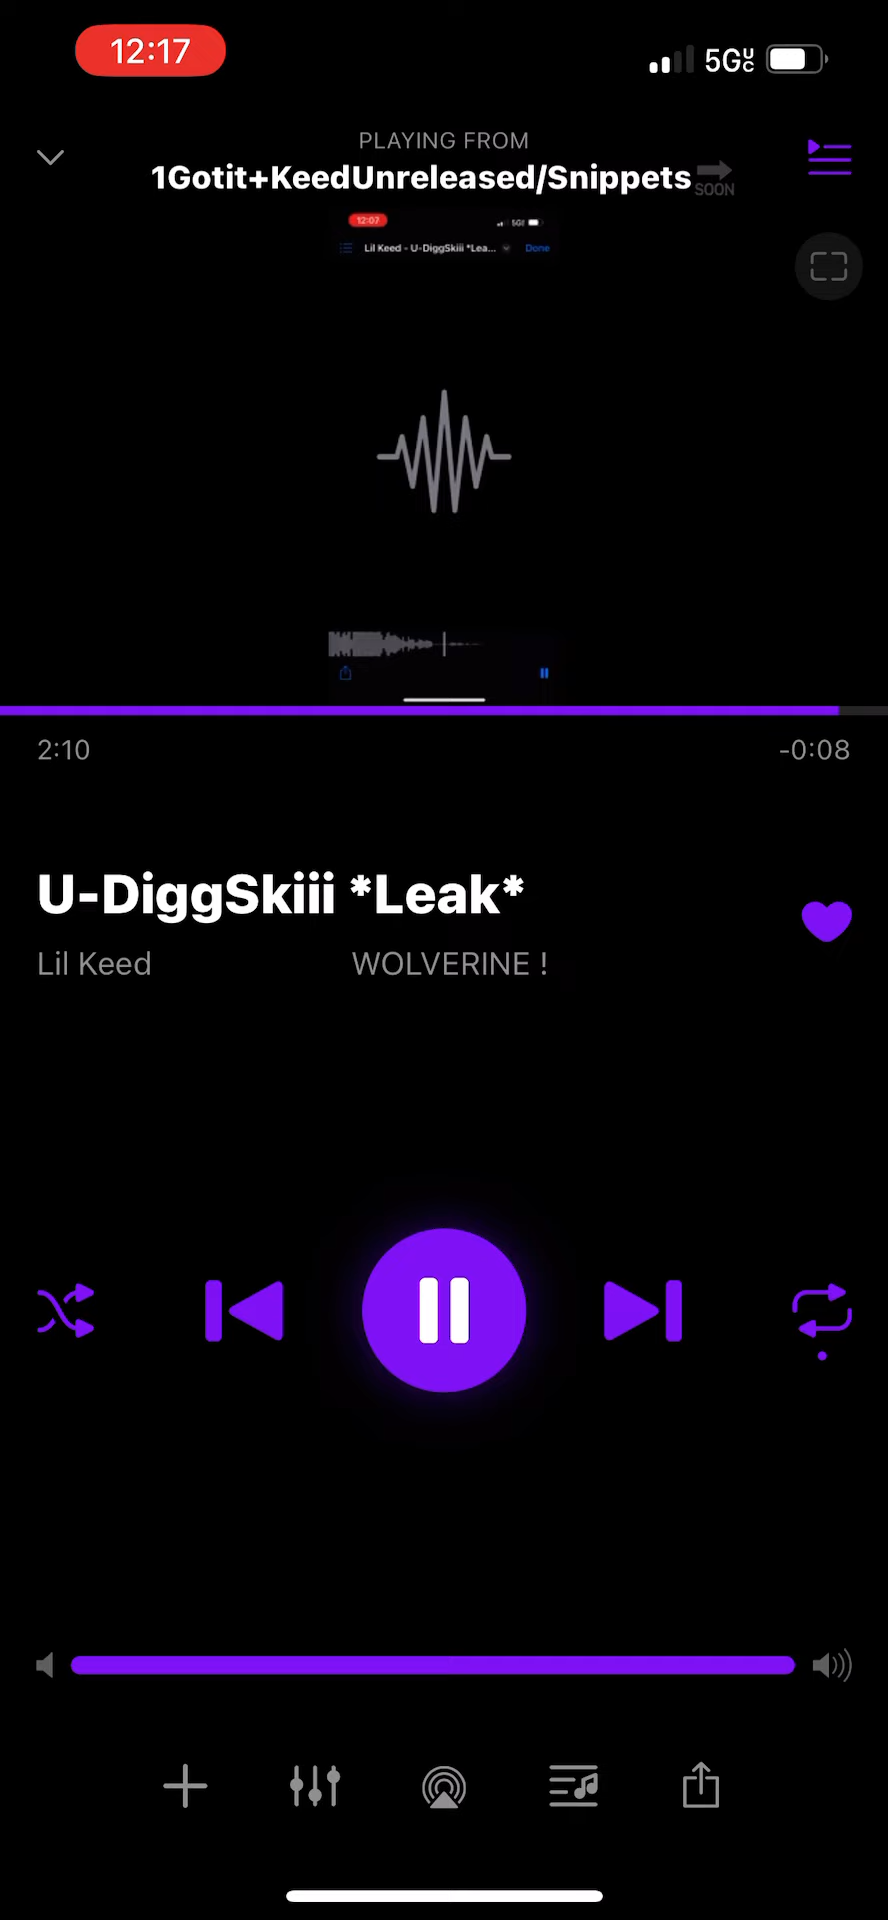 12:17
5GUC
PLAYING FROM
1Gotit+KeedUnreleased/Snippets
SOON
12:07
5G
Lil Keed - U-DiggSkiii *Lea...
Done
2:10
-0:08
U-DiggSkiii *Leak*
Lil Keed WOLVERINE !